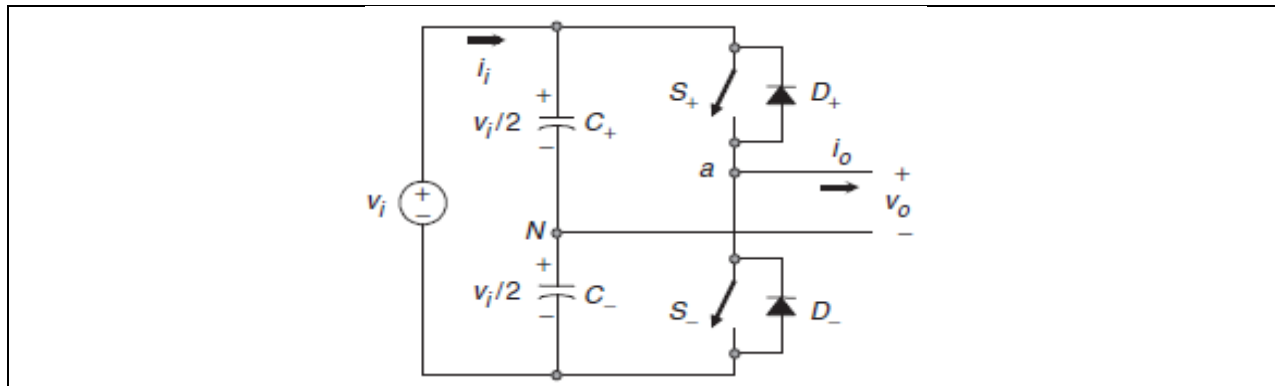 i_i
S_+
D_+
+
v_i/2
C_+
−
a
i_o
+
v_i
+
−
v_o
N
−
+
v_i/2
C_−
−
S_−
D_−